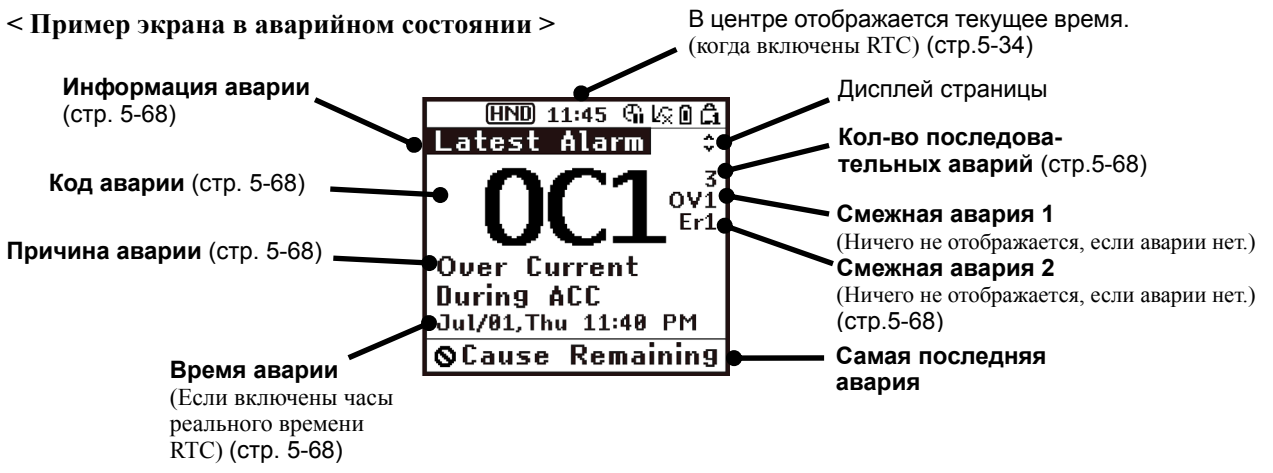 < Пример экрана в аварийном состоянии >
В центре отображается текущее время.
(когда включены RTC) (стр.5-34)
Информация аварии
(стр. 5-68)
Код аварии (стр. 5-68)
Причина аварии (стр. 5-68)
Время аварии
(Если включены часы
реального времени
RTC) (стр. 5-68)
HND 11:45
Latest Alarm
0C1
3
OV1
Er1
Over Current
During ACC
Jul/01,Thu 11:40 PM
Cause Remaining
Дисплей страницы
Кол-во последова-
тельных аварий (стр.5-68)
Смежная авария 1
(Ничего не отображается, если аварии нет.)
Смежная авария 2
(Ничего не отображается, если аварии нет.)
(стр.5-68)
Самая последняя
авария